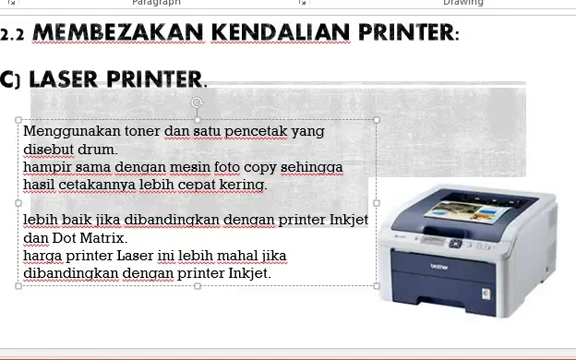 Paragraph
Drawing
2.2 MEMBEZAKAN KENDALIAN PRINTER:
C) LASER PRINTER.
Menggunakan toner dan satu pencetak yang
disebut drum.
hampir sama dengan mesin foto copy sehingga
hasil cetakannya lebih cepat kering.
lebih baik jika dibandingkan dengan printer Inkjet
dan Dot Matrix.
harga printer Laser ini lebih mahal jika
dibandingkan dengan printer Inkjet.
brother